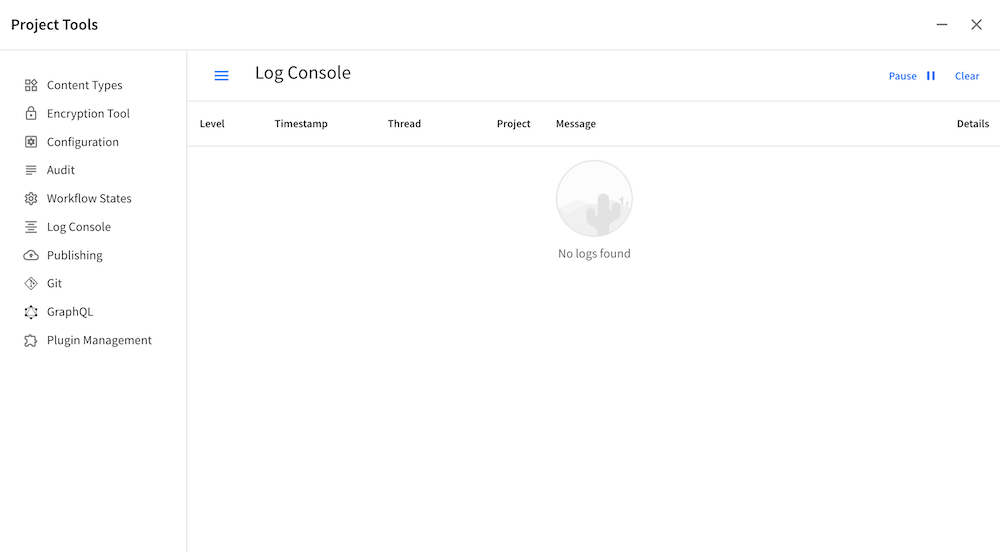 Project Tools
Content Types
Encryption Tool
Configuration
Audit
Workflow States
Log Console
Publishing
Git
GraphQL
Plugin Management
Log Console
Pause Clear
Level Timestamp Thread Project Message Details
No logs found